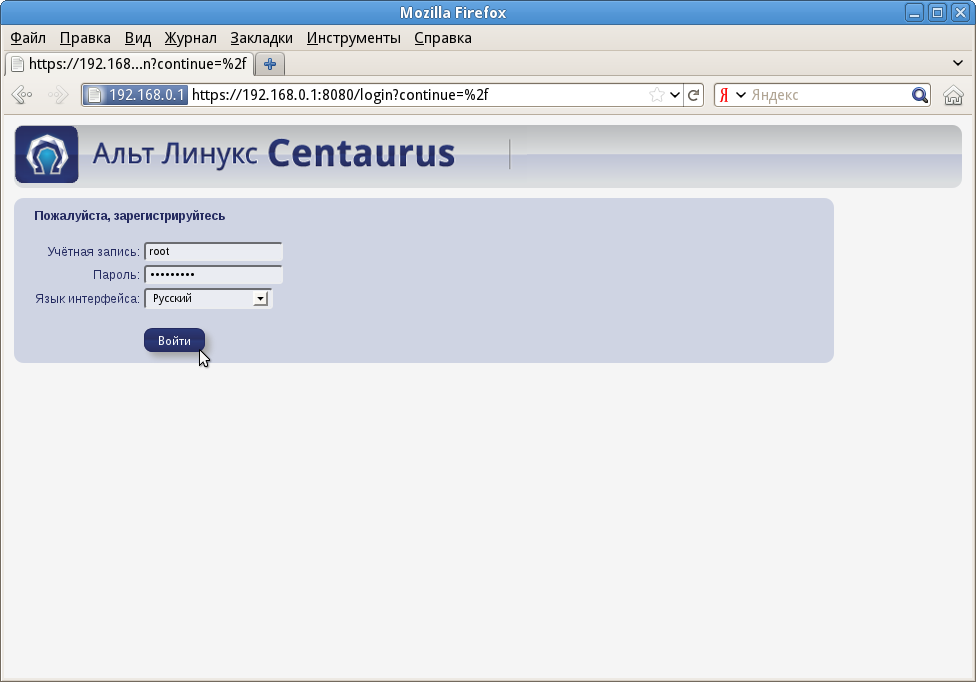 Mozilla Firefox
Файл Правка Вид Журнал Закладки Инструменты Справка
https://192.168...n?continue=%2f
192.168.0.1 https://192.168.0.1:8080/login?continue=%2f Я Яндекс
Альт Линукс Centaurus
Пожалуйста, зарегистрируйтесь
Учётная запись: root
Пароль: •••••••••
Язык интерфейса: Русский
Войти